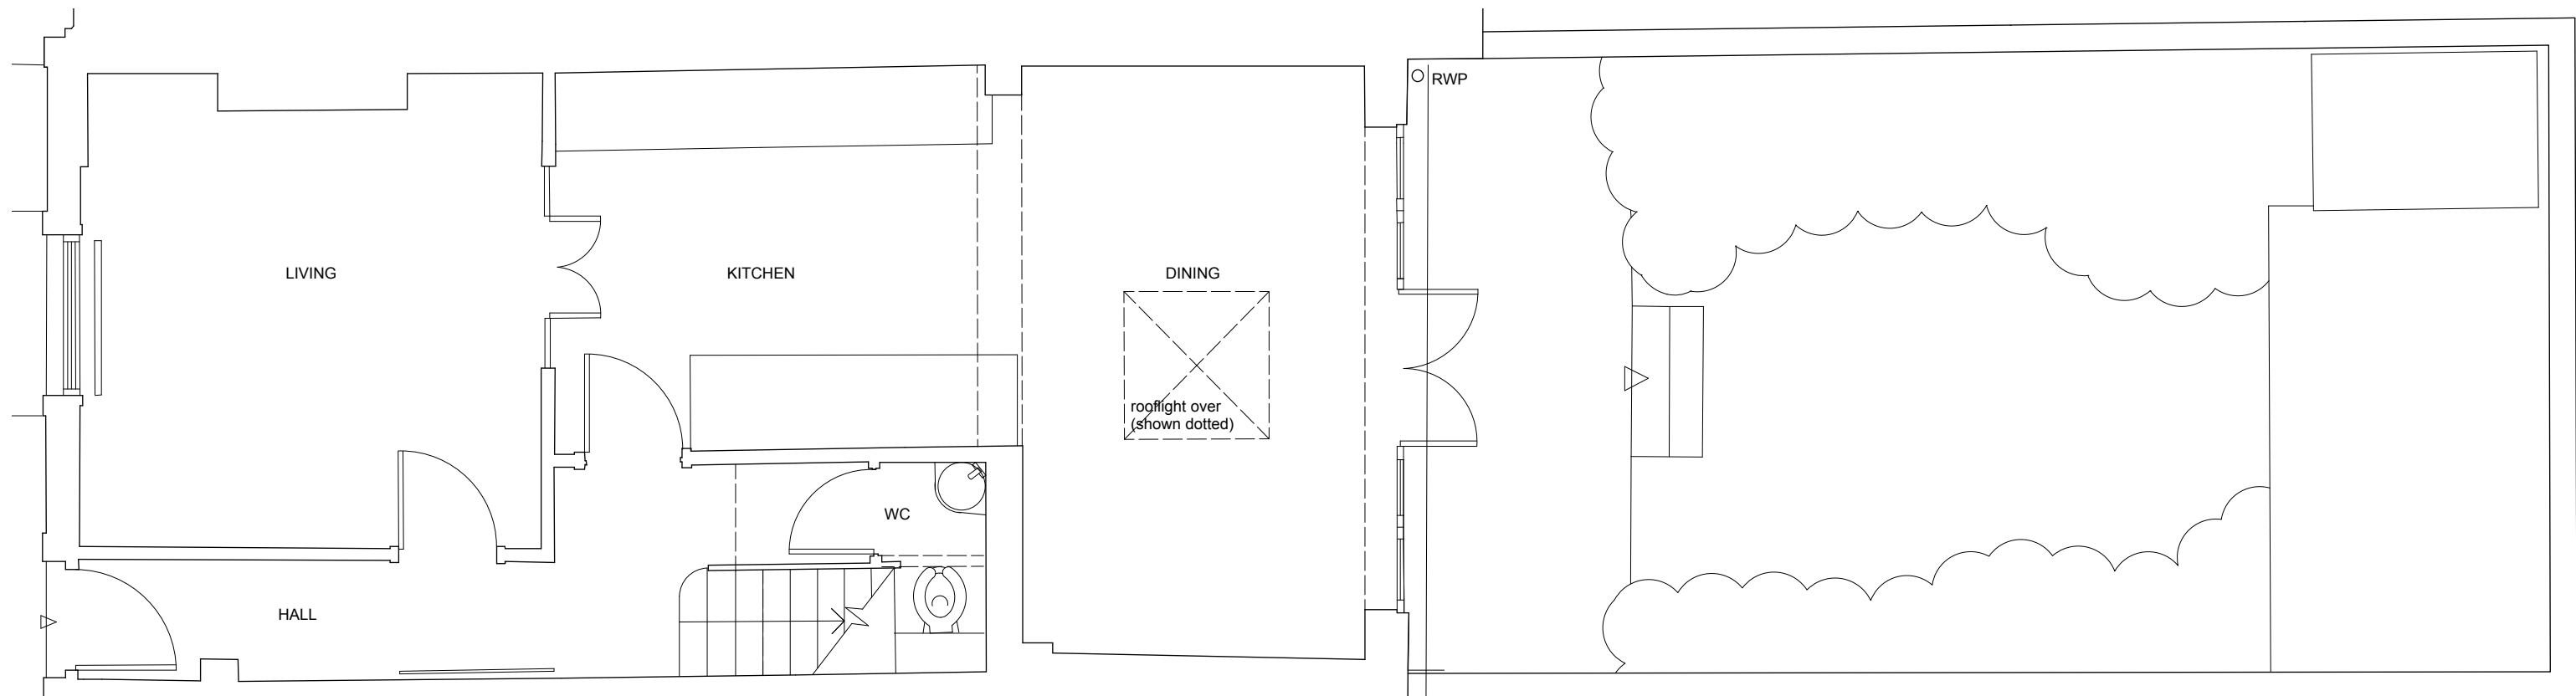 RWP
LIVING
KITCHEN
DINING
rooflight over
(shown dotted)
WC
HALL